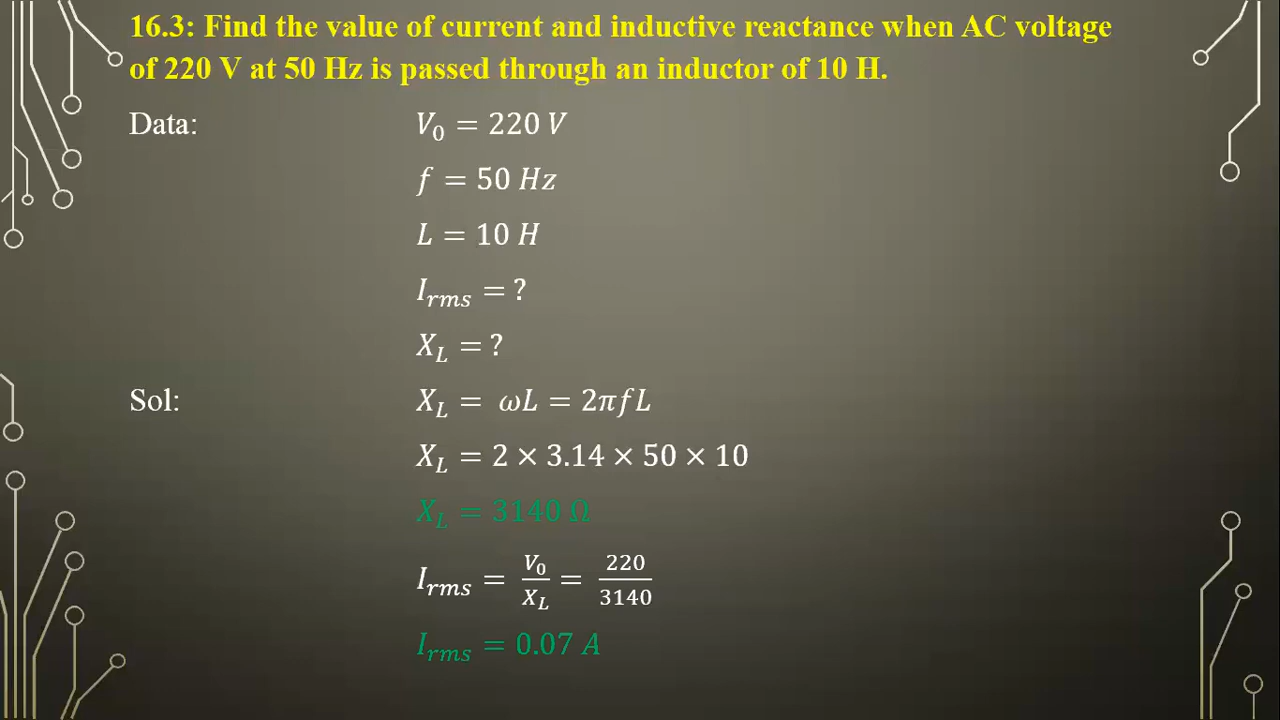 16.3: Find the value of current and inductive reactance when AC voltage
of 220 V at 50 Hz is passed through an inductor of 10 H.
Data: V₀ = 220 V
f = 50 Hz
L = 10 H
I_rms = ?
X_L = ?
Sol: X_L = ωL = 2πfL
X_L = 2 × 3.14 × 50 × 10
X_L = 3140 Ω
I_rms = V₀/X_L = 220/3140
I_rms = 0.07 A